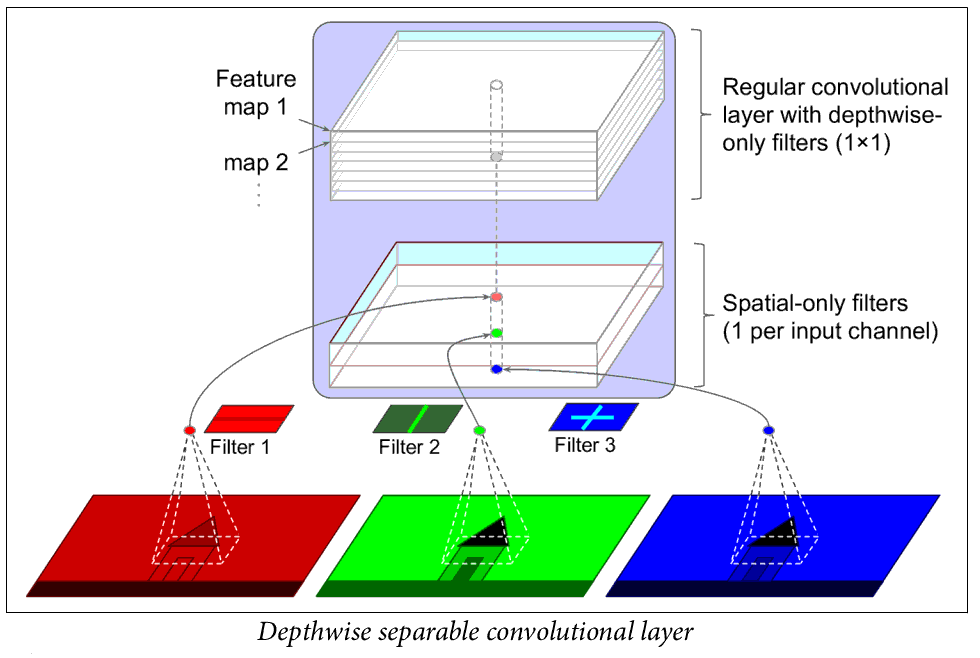 Feature
map 1
map 2
Regular convolutional
layer with depthwise-
only filters (1×1)
Spatial-only filters
(1 per input channel)
Filter 1
Filter 2
Filter 3
Depthwise separable convolutional layer